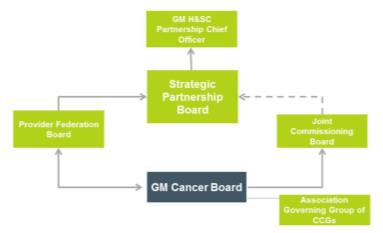 GM H&SC
Partnership Chief
Officer
Strategic
Partnership
Board
Provider Federation
Board
Joint
Commissioning
Board
GM Cancer Board
Association
Governing Group of
CCGs